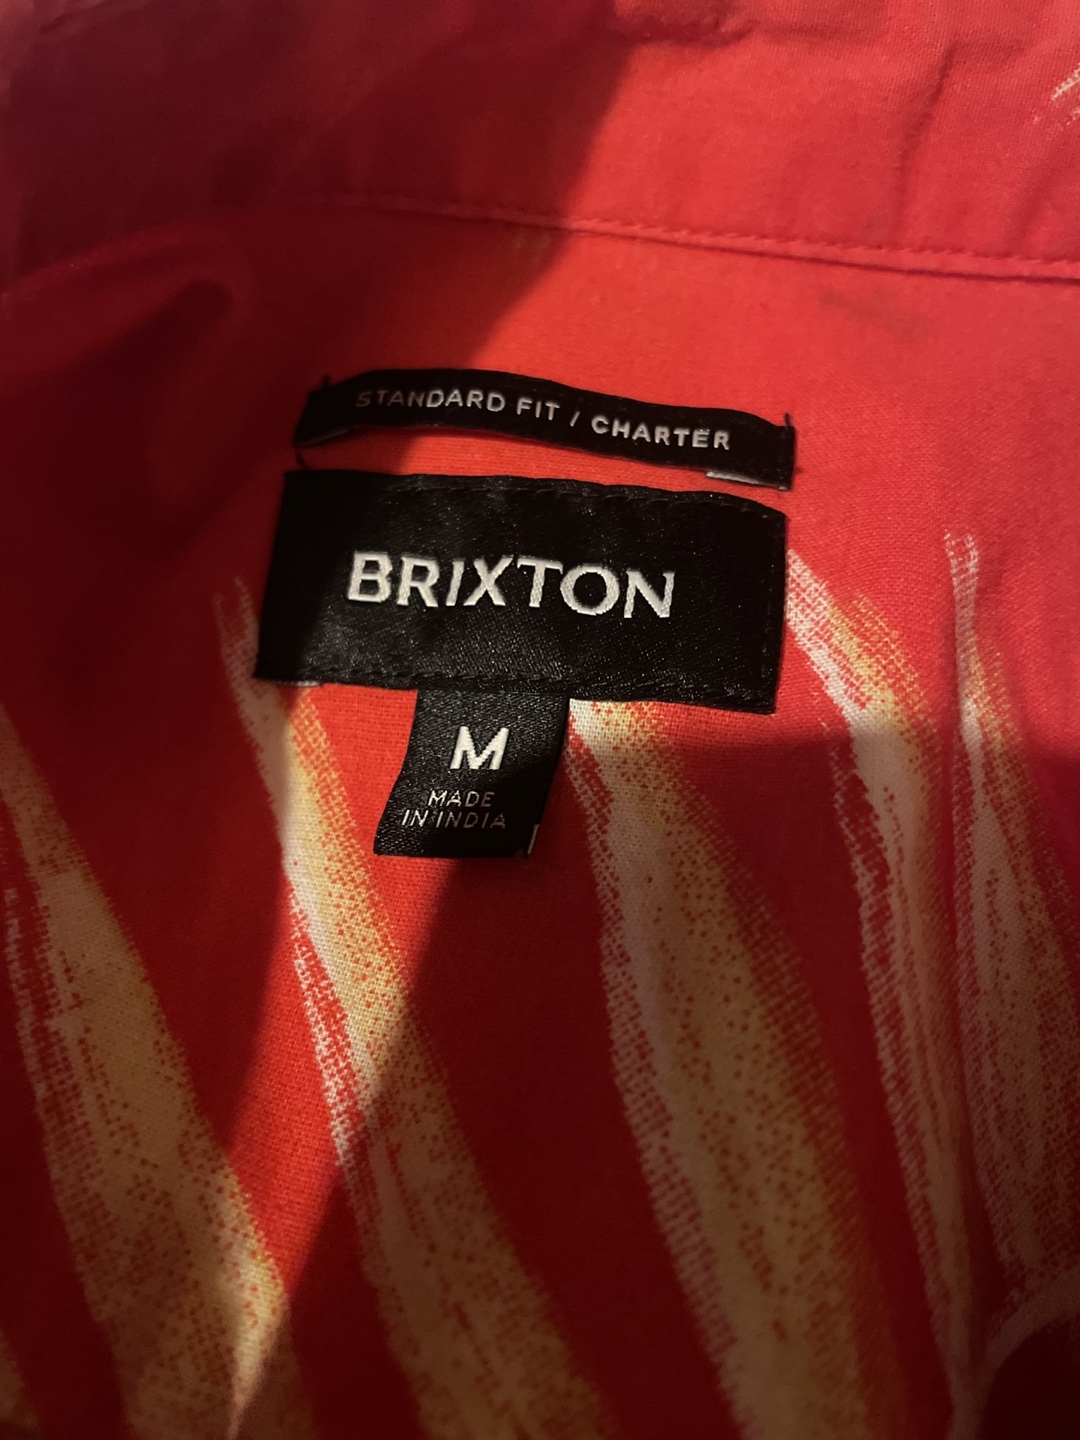 STANDARD FIT / CHARTER
BRIXTON
M
MADE
IN INDIA